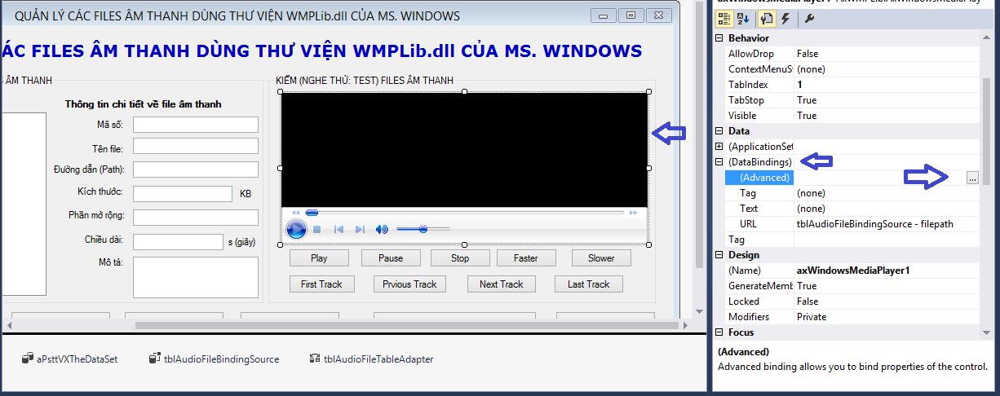 QUẢN LÝ CÁC FILES ÂM THANH DÙNG THƯ VIỆN WMPLib.dll CỦA MS. WINDOWS
ÁC FILES ÂM THANH DÙNG THƯ VIỆN WMPLib.dll CỦA MS. WINDOWS
S ÂM THANH
Thông tin chi tiết về file âm thanh
Mã số:
Tên file:
Đường dẫn (Path):
Kích thước:
KB
Phần mở rộng:
Chiều dài:
s (giây)
Mô tả:
KIỂM (NGHE THỬ: TEST) FILES ÂM THANH
Play
Pause
Stop
Faster
Slower
First Track
Prvious Track
Next Track
Last Track
aPsttVXTheDataSet
tblAudioFileBindingSource
tblAudioFileTableAdapter
Behavior
AllowDrop False
ContextMenuSt (none)
TabIndex 1
TabStop True
Visible True
Data
(ApplicationSet
(DataBindings)
(Advanced) ...
Tag (none)
Text (none)
URL tblAudioFileBindingSource - filepath
Tag
Design
(Name) axWindowsMediaPlayer1
GenerateMemb True
Locked False
Modifiers Private
Focus
(Advanced)
Advanced binding allows you to bind properties of the control.